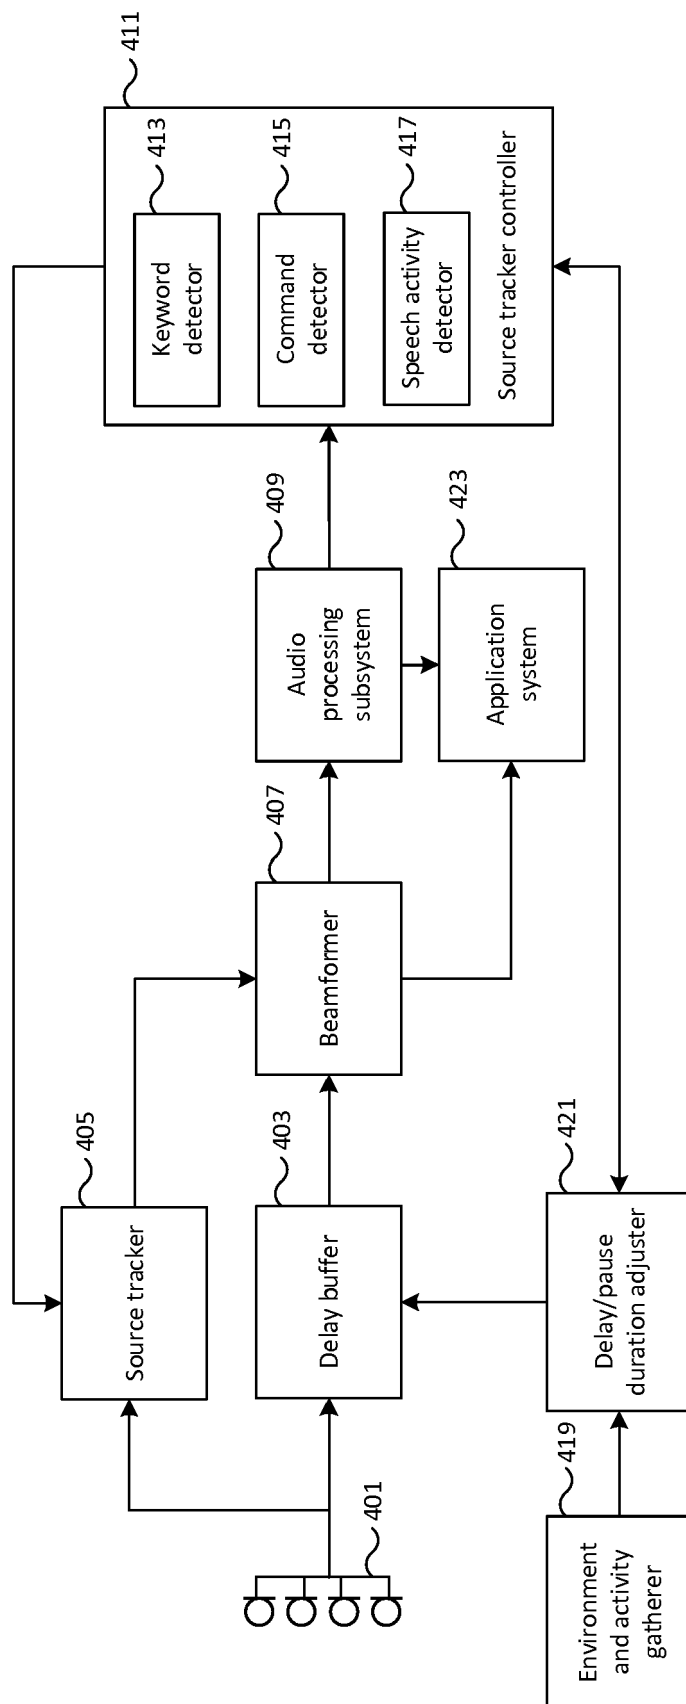 411
413
Keyword
detector
415
Command
detector
417
Speech activity
detector
Source tracker controller
409
Audio
processing
subsystem
423
Application
system
407
Beamformer
405
Source tracker
403
Delay buffer
421
Delay/pause
duration adjuster
401
419
Environment
and activity
gatherer